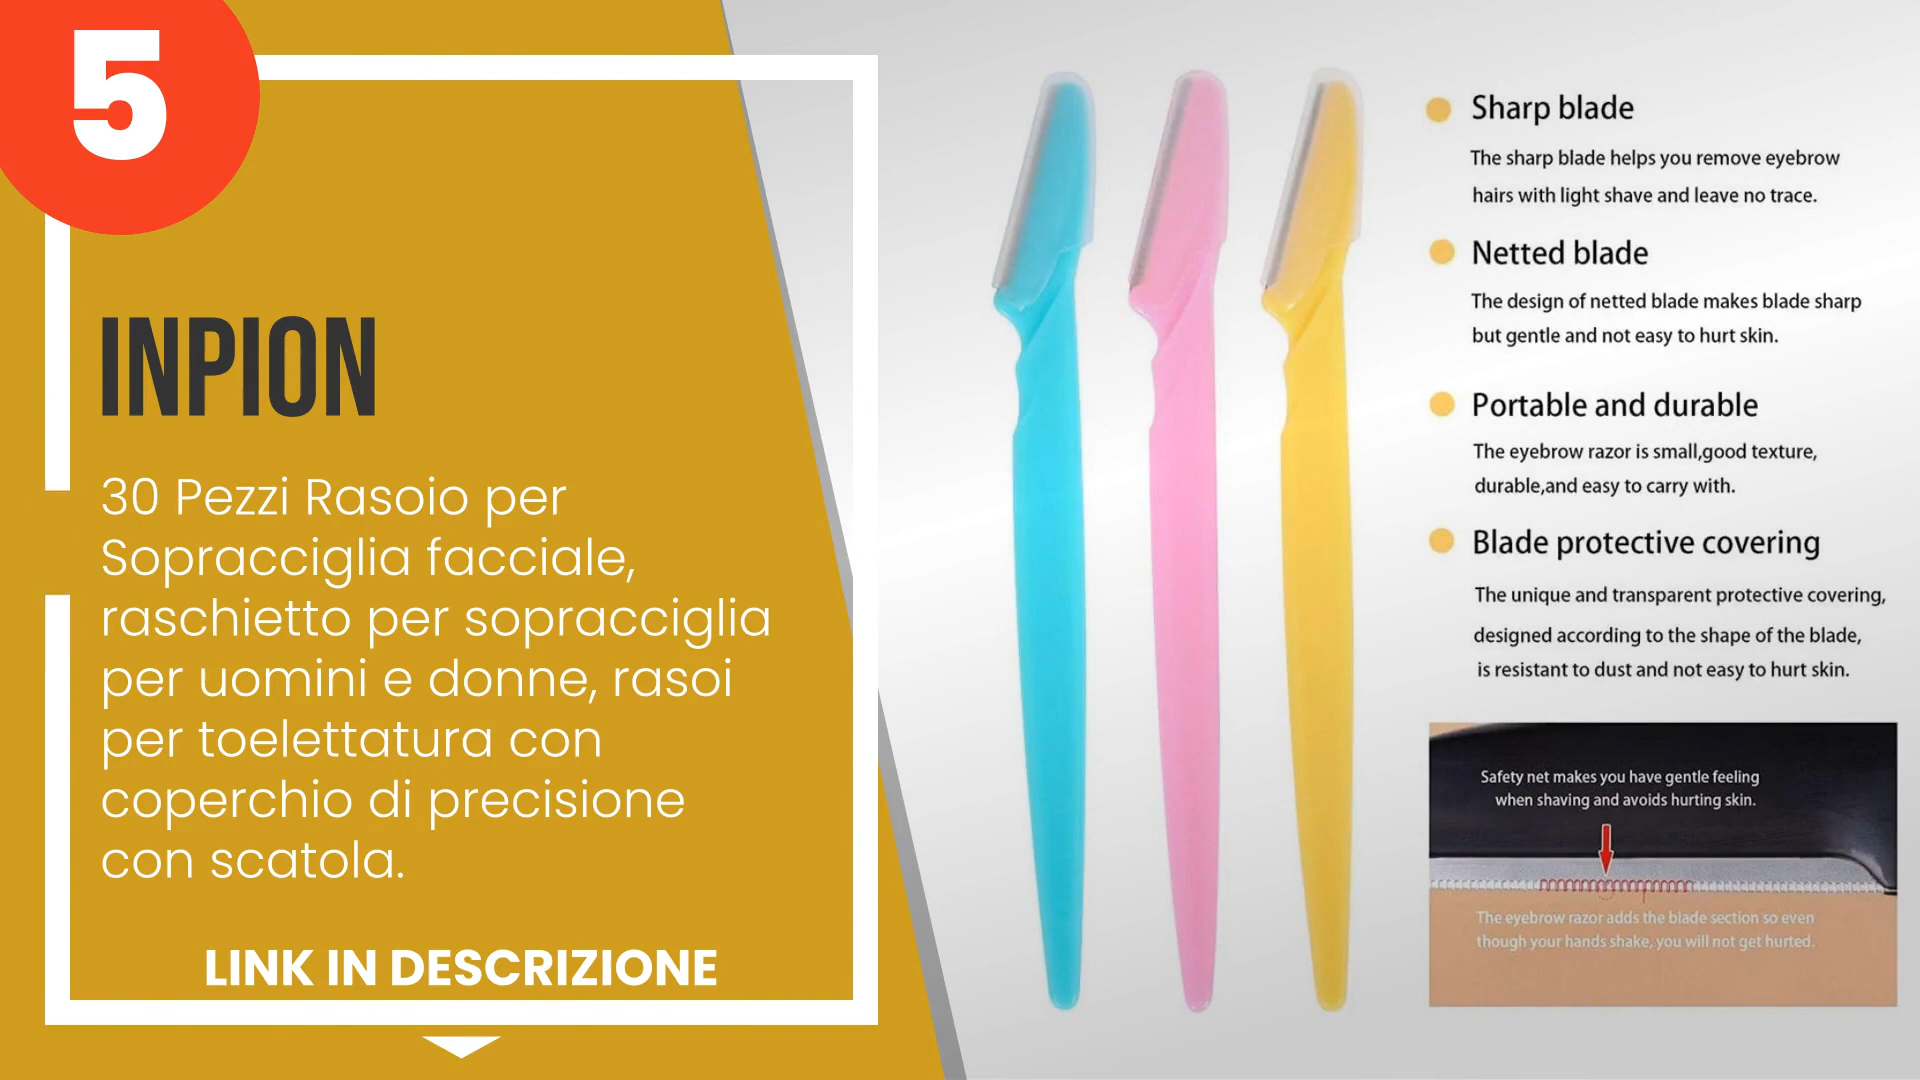 5
INPION
30 Pezzi Rasoio per
Sopracciglia facciale,
raschietto per sopracciglia
per uomini e donne, rasoi
per toelettatura con
coperchio di precisione
con scatola.
LINK IN DESCRIZIONE
Sharp blade
The sharp blade helps you remove eyebrow
hairs with light shave and leave no trace.
Netted blade
The design of netted blade makes blade sharp
but gentle and not easy to hurt skin.
Portable and durable
The eyebrow razor is small,good texture,
durable,and easy to carry with.
Blade protective covering
The unique and transparent protective covering,
designed according to the shape of the blade,
is resistant to dust and not easy to hurt skin.
Safety net makes you have gentle feeling
when shaving and avoids hurting skin.
The eyebrow razor adds the blade section so even
though your hands shake, you will not get hurted.